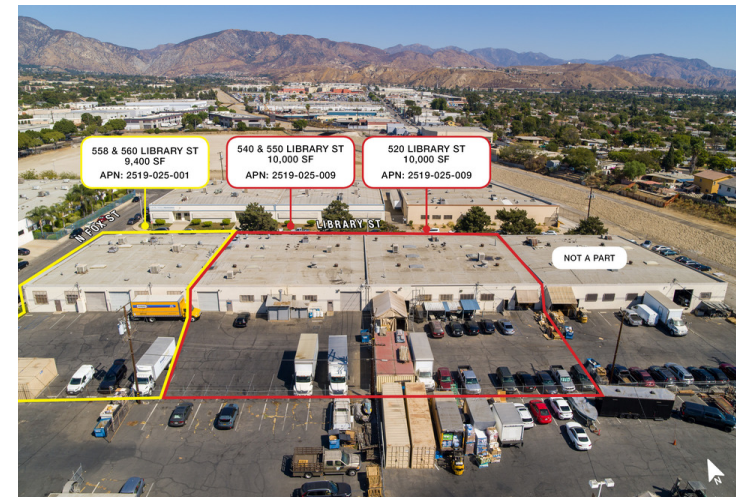 558 & 560 LIBRARY ST
9,400 SF
APN: 2519-025-001
540 & 550 LIBRARY ST
10,000 SF
APN: 2519-025-009
520 LIBRARY ST
10,000 SF
APN: 2519-025-009
N FOX ST
LIBRARY ST
NOT A PART
N